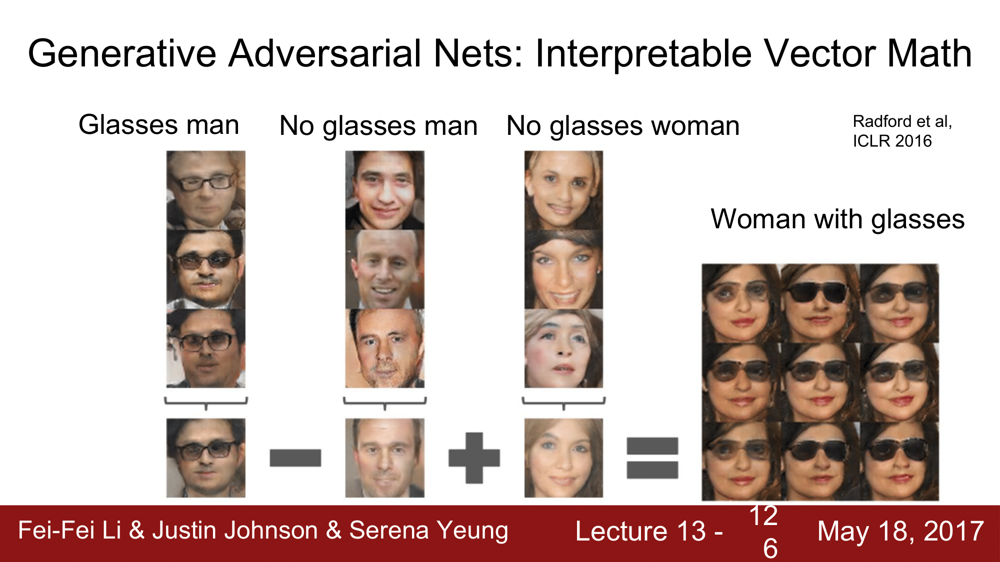 Generative Adversarial Nets: Interpretable Vector Math
Glasses man
No glasses man
No glasses woman
Radford et al,
ICLR 2016
Woman with glasses
Fei-Fei Li & Justin Johnson & Serena Yeung
Lecture 13 -
12
6
May 18, 2017